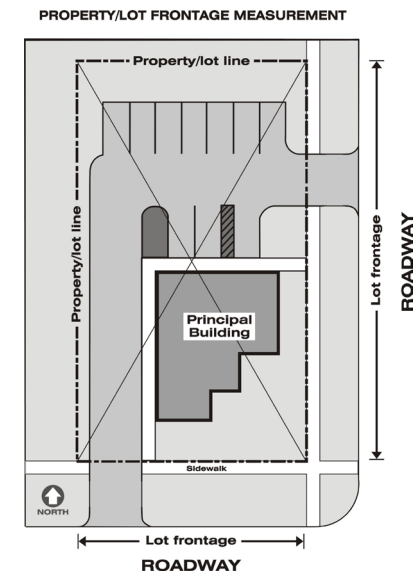 PROPERTY/LOT FRONTAGE MEASUREMENT
Property/lot line
Property/lot line
Lot frontage
ROADWAY
Principal
Building
Sidewalk
NORTH
Lot frontage
ROADWAY